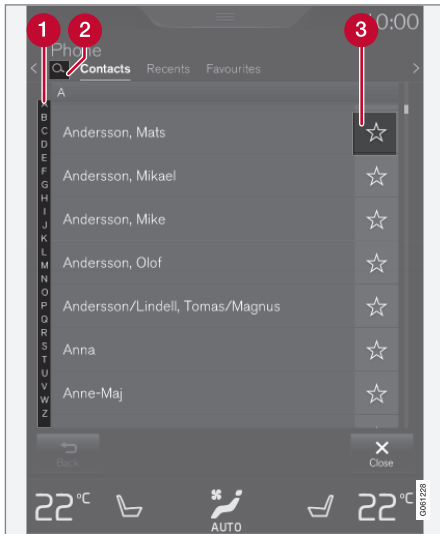 10:00
1 2 3
Phone
Contacts Recents Favourites
A
A
B
C
D
E
F
G
H
I
J
K
L
M
N
O
P
Q
R
S
T
U
V
W
Z
Andersson, Mats
Andersson, Mikael
Andersson, Mike
Andersson, Olof
Andersson/Lindell, Tomas/Magnus
Anna
Anne-Maj
Back
Close
22°C
AUTO
22°C
G061228